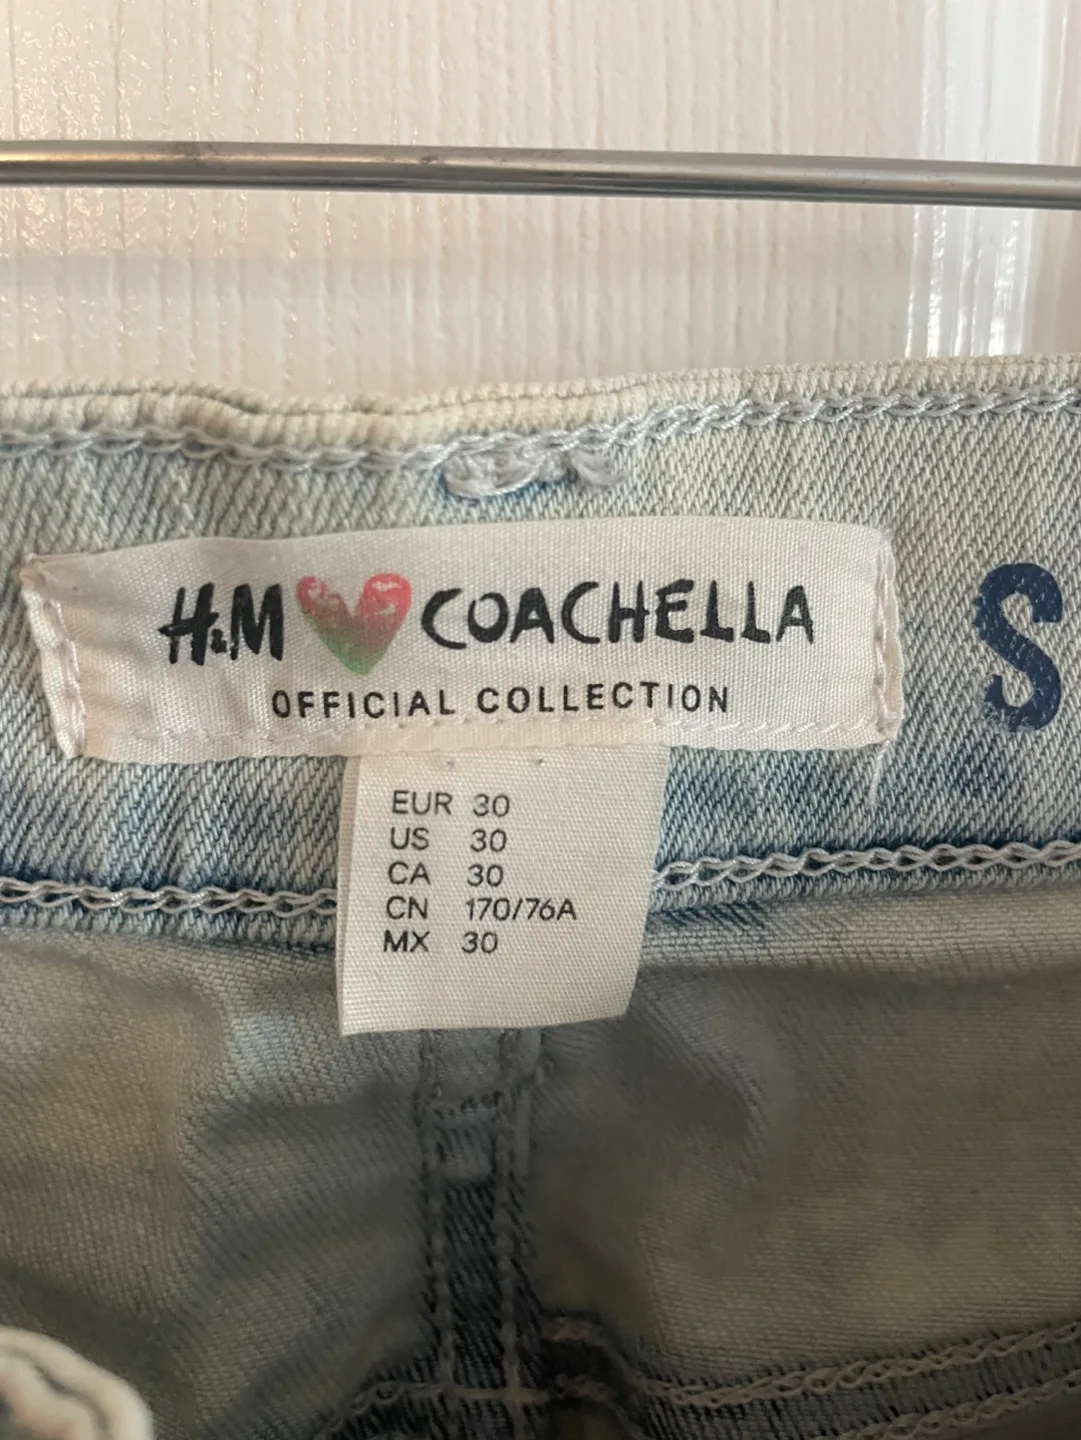 H&M COACHELLA
OFFICIAL COLLECTION
S
EUR 30
US 30
CA 30
CN 170/76A
MX 30